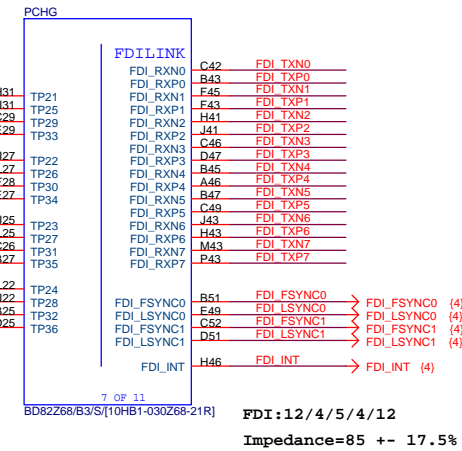 PCHG
FDILINK
FDI_RXN0 C42 FDI_TXN0
FDI_RXP0 B43 FDI_TXP0
TP21 FDI_RXN1 F45 FDI_TXN1
TP25 FDI_RXP1 F43 FDI_TXP1
TP29 FDI_RXN2 H41 FDI_TXN2
TP33 FDI_RXP2 J41 FDI_TXP2
FDI_RXN3 C46 FDI_TXN3
TP22 FDI_RXP3 D47 FDI_TXP3
TP26 FDI_RXN4 B45 FDI_TXN4
TP30 FDI_RXP4 A46 FDI_TXP4
TP34 FDI_RXN5 B47 FDI_TXN5
FDI_RXP5 C49 FDI_TXP5
TP23 FDI_RXN6 J43 FDI_TXN6
TP27 FDI_RXP6 H43 FDI_TXP6
TP31 FDI_RXN7 M43 FDI_TXN7
TP35 FDI_RXP7 P43 FDI_TXP7
TP24
TP28 FDI_FSYNC0 B51 FDI_FSYNC0 FDI_FSYNC0 {4}
TP32 FDI_LSYNC0 E49 FDI_LSYNC0 FDI_LSYNC0 {4}
TP36 FDI_FSYNC1 C52 FDI_FSYNC1 FDI_FSYNC1 {4}
FDI_LSYNC1 D51 FDI_LSYNC1 FDI_LSYNC1 {4}
FDI_INT H46 FDI_INT FDI_INT {4}
7 OF 11
BD82Z68/B3/S/[10HB1-030Z68-21R]
FDI:12/4/5/4/12
Impedance=85 +- 17.5%